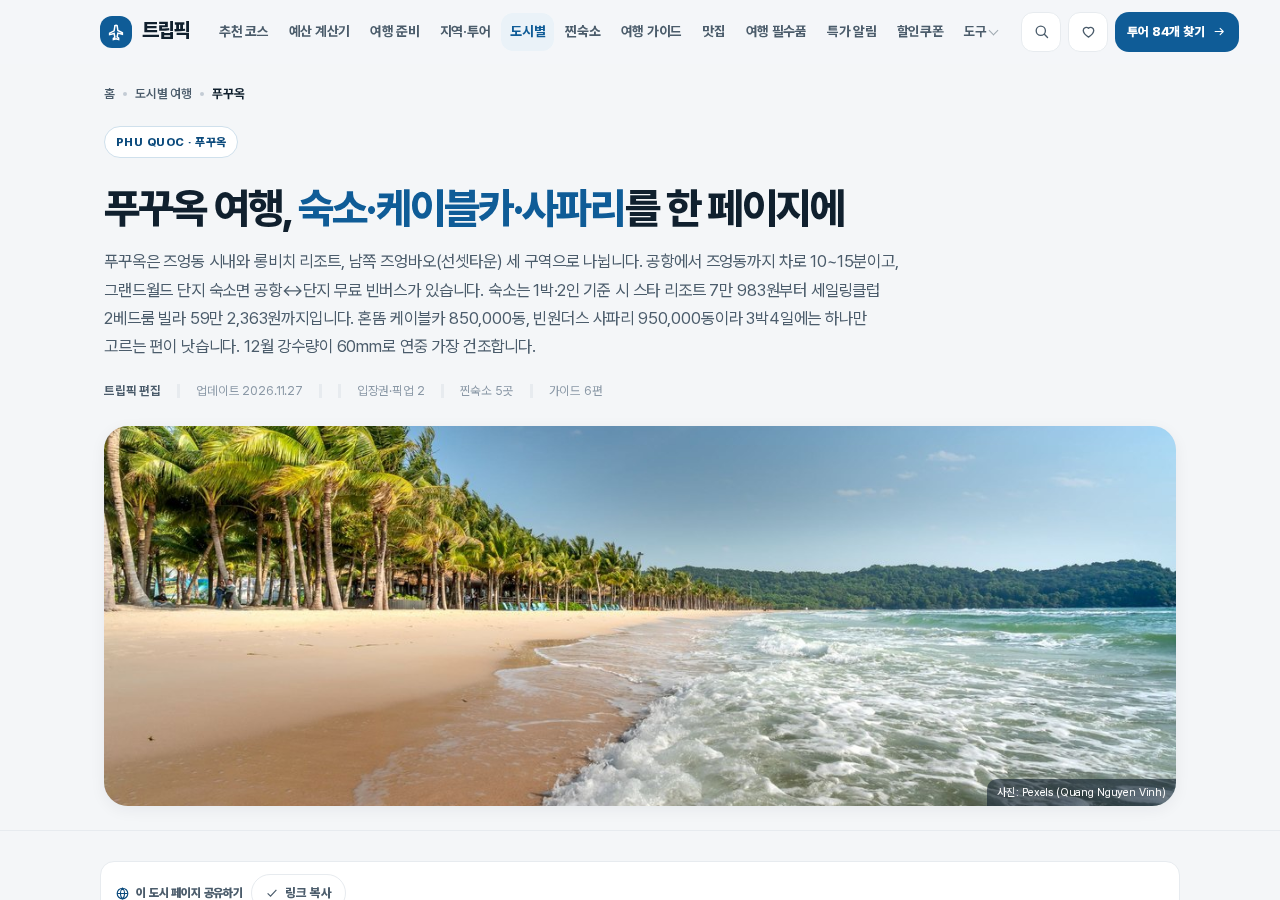 트립픽
추천 코스 예산 계산기 여행 준비 지역·투어 도시별 찐숙소 여행 가이드 맛집 여행 필수품 특가 알림 할인쿠폰 도구 투어 84개 찾기 →
홈 • 도시별 여행 • 푸꾸옥
PHU QUOC · 푸꾸옥
푸꾸옥 여행, 숙소·케이블카·사파리를 한 페이지에
푸꾸옥은 즈엉동 시내와 롱비치 리조트, 남쪽 즈엉바오(선셋타운) 세 구역으로 나뉩니다. 공항에서 즈엉동까지 차로 10~15분이고,
그랜드월드 단지 숙소면 공항↔단지 무료 빈버스가 있습니다. 숙소는 1박·2인 기준 시 스타 리조트 7만 983원부터 세일링클럽
2베드룸 빌라 59만 2,363원까지입니다. 혼똠 케이블카 850,000동, 빈원더스 사파리 950,000동이라 3박4일에는 하나만
고르는 편이 낫습니다. 12월 강수량이 60mm로 연중 가장 건조합니다.
트립픽 편집 | 업데이트 2026.11.27 | | 입장권·픽업 2 | 찐숙소 5곳 | 가이드 6편
사진: Pexels (Quang Nguyen Vinh)
이 도시 페이지 공유하기 링크 복사